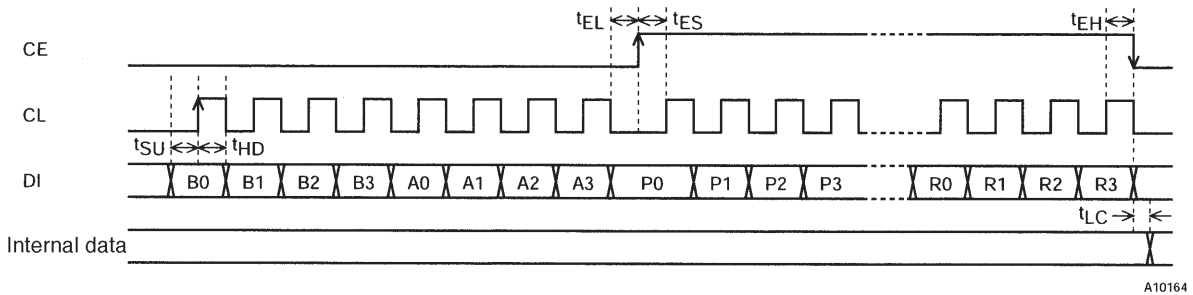 tEL tES tEH
CE
CL
tSU tHD
DI B0 B1 B2 B3 A0 A1 A2 A3 P0 P1 P2 P3 R0 R1 R2 R3
tLC
Internal data
A10164